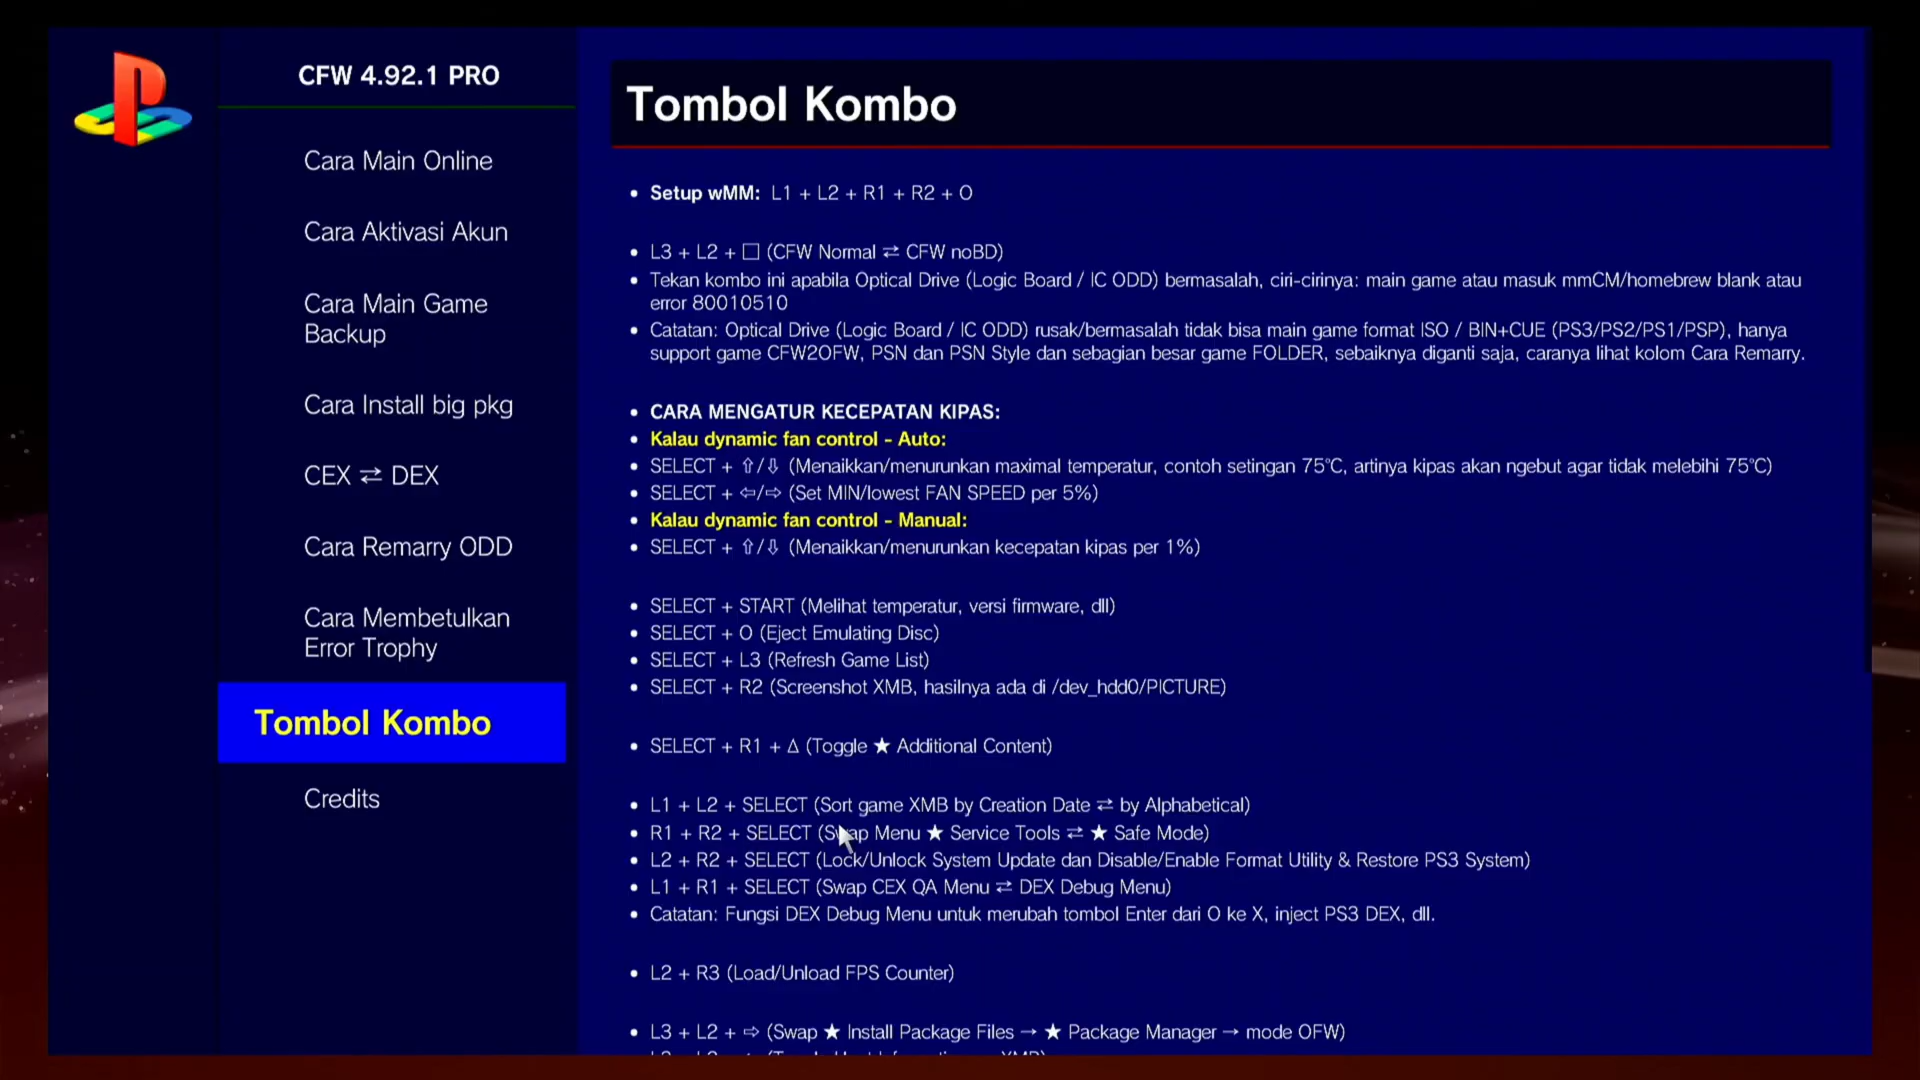 CFW 4.92.1 PRO
Cara Main Online
Cara Aktivasi Akun
Cara Main Game
Backup
Cara Install big pkg
CEX ⇄ DEX
Cara Remarry ODD
Cara Membetulkan
Error Trophy
Tombol Kombo
Credits
Tombol Kombo
• Setup wMM: L1 + L2 + R1 + R2 + O
• L3 + L2 + □ (CFW Normal ⇄ CFW noBD)
• Tekan kombo ini apabila Optical Drive (Logic Board / IC ODD) bermasalah, ciri-cirinya: main game atau masuk mmCM/homebrew blank atau
error 80010510
• Catatan: Optical Drive (Logic Board / IC ODD) rusak/bermasalah tidak bisa main game format ISO / BIN+CUE (PS3/PS2/PS1/PSP), hanya
support game CFW2OFW, PSN dan PSN Style dan sebagian besar game FOLDER, sebaiknya diganti saja, caranya lihat kolom Cara Remarry.
• CARA MENGATUR KECEPATAN KIPAS:
• Kalau dynamic fan control - Auto:
• SELECT + ⇧/⇩ (Menaikkan/menurunkan maximal temperatur, contoh setingan 75°C, artinya kipas akan ngebut agar tidak melebihi 75°C)
• SELECT + ⇦/⇨ (Set MIN/lowest FAN SPEED per 5%)
• Kalau dynamic fan control - Manual:
• SELECT + ⇧/⇩ (Menaikkan/menurunkan kecepatan kipas per 1%)
• SELECT + START (Melihat temperatur, versi firmware, dll)
• SELECT + O (Eject Emulating Disc)
• SELECT + L3 (Refresh Game List)
• SELECT + R2 (Screenshot XMB, hasilnya ada di /dev_hdd0/PICTURE)
• SELECT + R1 + Δ (Toggle ★ Additional Content)
• L1 + L2 + SELECT (Sort game XMB by Creation Date ⇄ by Alphabetical)
• R1 + R2 + SELECT (Swap Menu ★ Service Tools ⇄ ★ Safe Mode)
• L2 + R2 + SELECT (Lock/Unlock System Update dan Disable/Enable Format Utility & Restore PS3 System)
• L1 + R1 + SELECT (Swap CEX QA Menu ⇄ DEX Debug Menu)
• Catatan: Fungsi DEX Debug Menu untuk merubah tombol Enter dari O ke X, inject PS3 DEX, dll.
• L2 + R3 (Load/Unload FPS Counter)
• L3 + L2 + ⇨ (Swap ★ Install Package Files → ★ Package Manager → mode OFW)